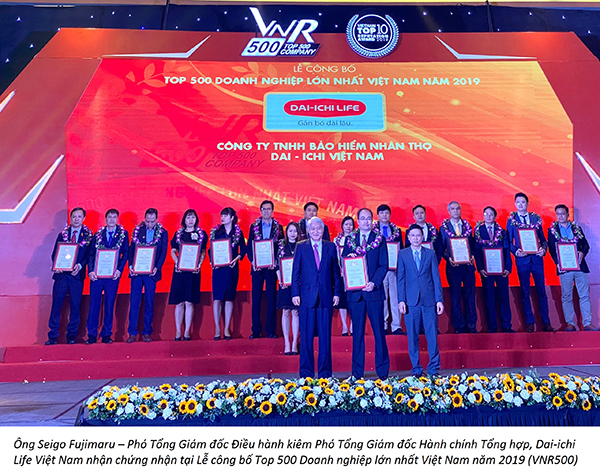 VNR
500
TOP 500
COMPANY
VIETNAM
TOP 10
REPUTATION
AWARD 2019
LỄ CÔNG BỐ
TOP 500 DOANH NGHIỆP LỚN NHẤT VIỆT NAM NĂM 2019
DAI-ICHI LIFE
Gắn bó dài lâu.
CÔNG TY TNHH BẢO HIỂM NHÂN THỌ
DAI - ICHI VIỆT NAM
Ông Seigo Fujimaru – Phó Tổng Giám đốc Điều hành kiêm Phó Tổng Giám đốc Hành chính Tổng hợp, Dai-ichi
Life Việt Nam nhận chứng nhận tại Lễ công bố Top 500 Doanh nghiệp lớn nhất Việt Nam năm 2019 (VNR500)